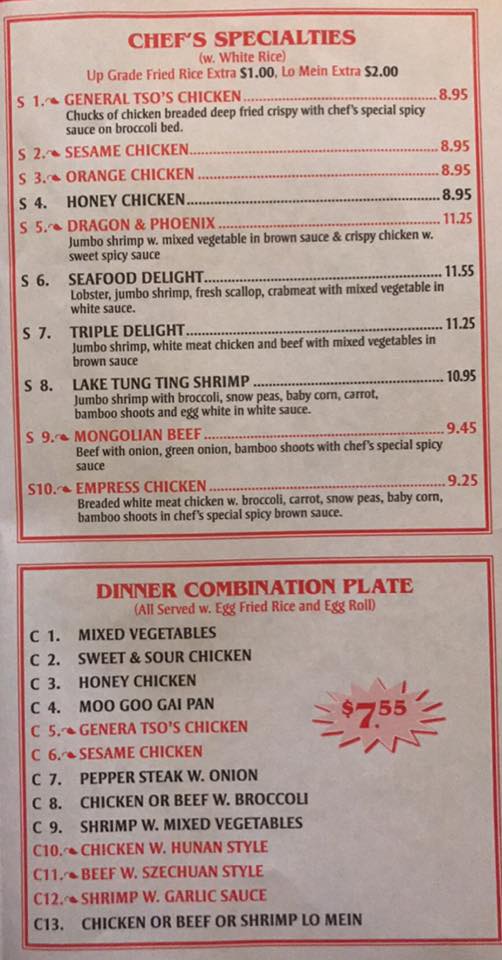 CHEF'S SPECIALTIES
(w. White Rice)
Up Grade Fried Rice Extra $1.00, Lo Mein Extra $2.00
S 1. GENERAL TSO'S CHICKEN 8.95
Chucks of chicken breaded deep fried crispy with chef's special spicy
sauce on broccoli bed.
S 2. SESAME CHICKEN 8.95
S 3. ORANGE CHICKEN 8.95
S 4. HONEY CHICKEN 8.95
S 5. DRAGON & PHOENIX 11.25
Jumbo shrimp w. mixed vegetable in brown sauce & crispy chicken w.
sweet spicy sauce
S 6. SEAFOOD DELIGHT 11.55
Lobster, jumbo shrimp, fresh scallop, crabmeat with mixed vegetable in
white sauce.
S 7. TRIPLE DELIGHT 11.25
Jumbo shrimp, white meat chicken and beef with mixed vegetables in
brown sauce
S 8. LAKE TUNG TING SHRIMP 10.95
Jumbo shrimp with broccoli, snow peas, baby corn, carrot,
bamboo shoots and egg white in white sauce.
S 9. MONGOLIAN BEEF 9.45
Beef with onion, green onion, bamboo shoots with chef's special spicy
sauce
S10. EMPRESS CHICKEN 9.25
Breaded white meat chicken w. broccoli, carrot, snow peas, baby corn,
bamboo shoots in chef's special spicy brown sauce.
DINNER COMBINATION PLATE
(All Served w. Egg Fried Rice and Egg Roll)
C 1. MIXED VEGETABLES
C 2. SWEET & SOUR CHICKEN
C 3. HONEY CHICKEN
C 4. MOO GOO GAI PAN
C 5. GENERA TSO'S CHICKEN
C 6. SESAME CHICKEN
C 7. PEPPER STEAK W. ONION
C 8. CHICKEN OR BEEF W. BROCCOLI
C 9. SHRIMP W. MIXED VEGETABLES
C10. CHICKEN W. HUNAN STYLE
C11. BEEF W. SZECHUAN STYLE
C12. SHRIMP W. GARLIC SAUCE
C13. CHICKEN OR BEEF OR SHRIMP LO MEIN
$7.55